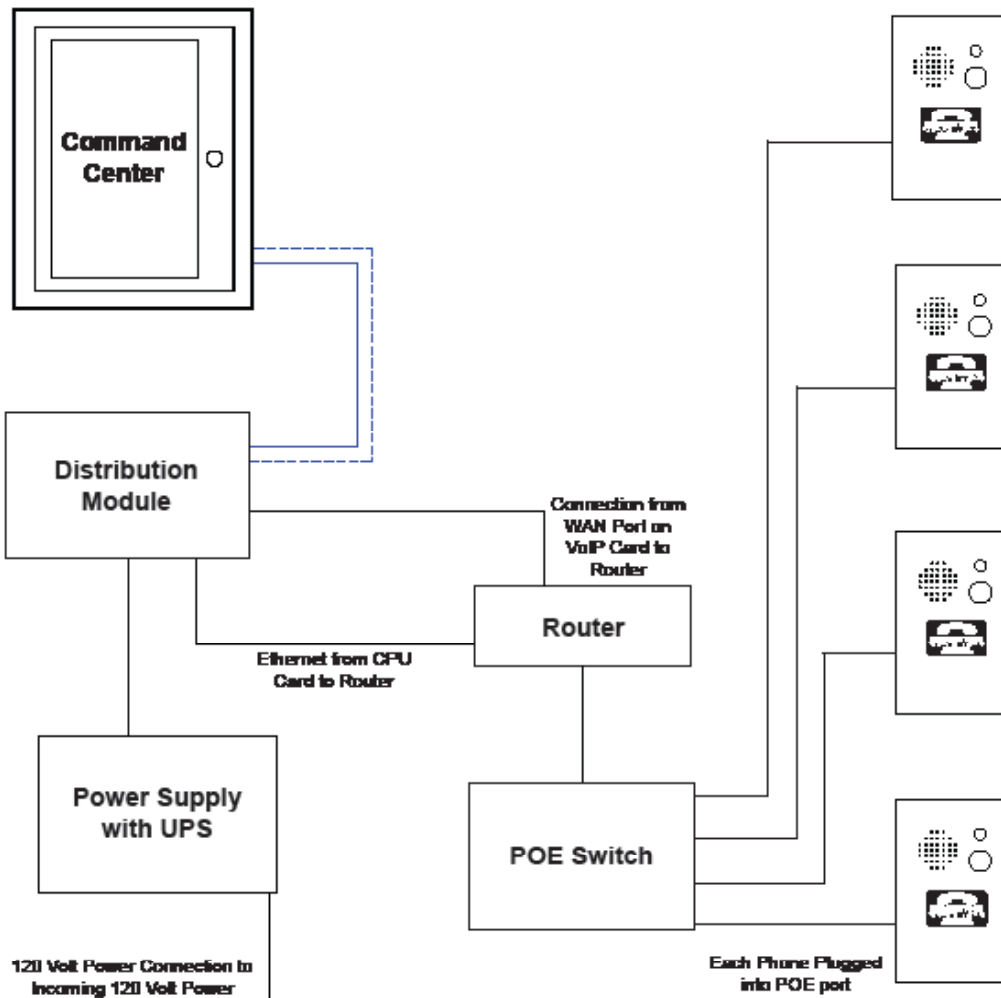 Command
Center
Distribution
Module
Connection from
WAN Port on
VoIP Card to
Router
Router
Ethernet from CPU
Card to Router
Power Supply
with UPS
POE Switch
120 Volt Power Connection to
Incoming 120 Volt Power
Each Phone Plugged
into POE port